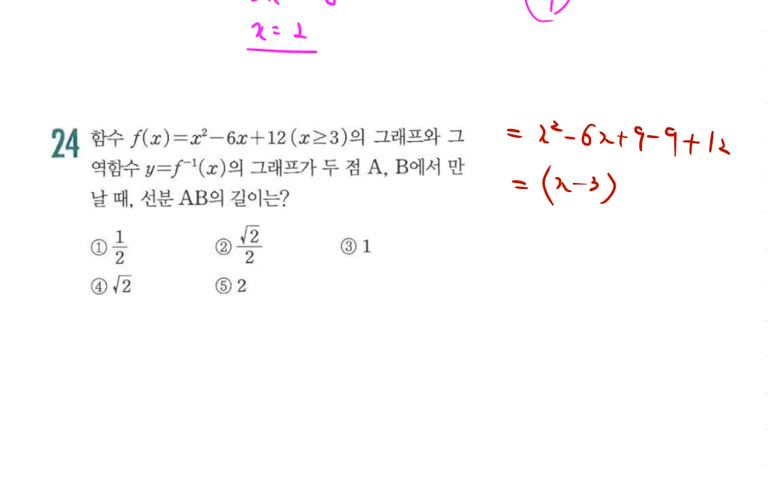 x = 2
24 함수 f(x)=x²−6x+12 (x≥3)의 그래프와 그
역함수 y=f⁻¹(x)의 그래프가 두 점 A, B에서 만
날 때, 선분 AB의 길이는?
① 1/2 ② √2/2 ③ 1
④ √2 ⑤ 2
= x² − 6x + 9 − 9 + 12
= (x − 3)